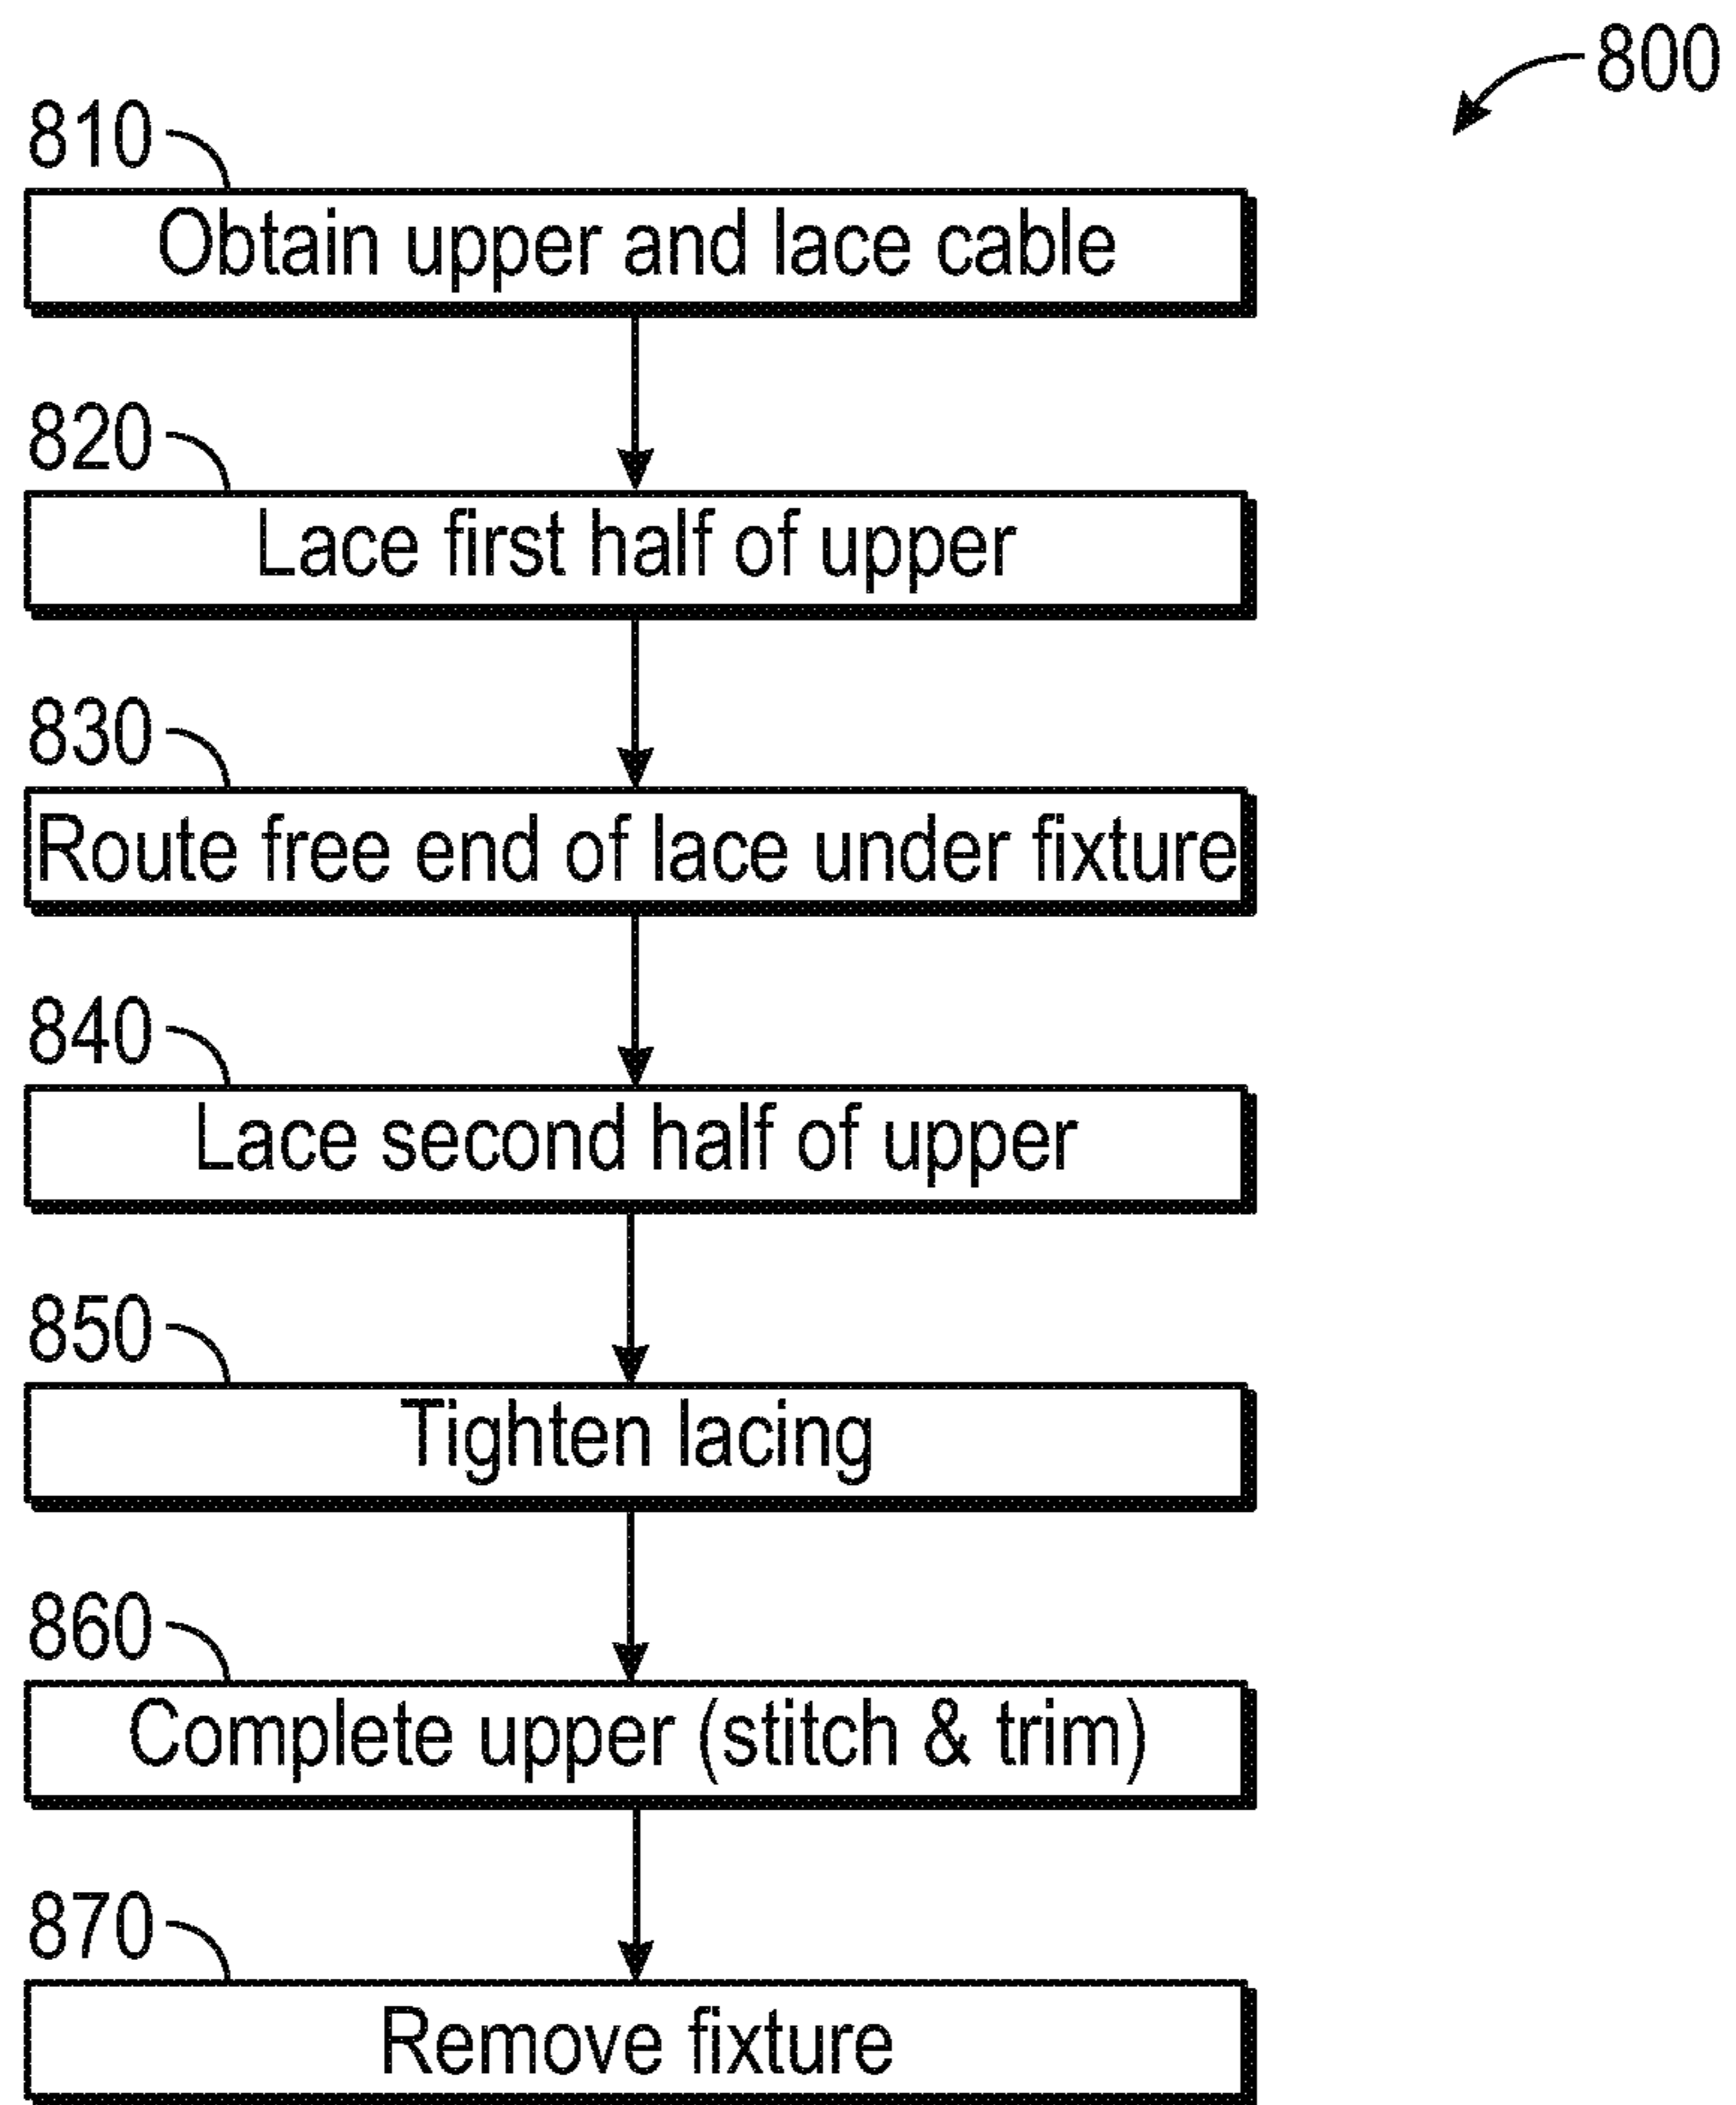 800
810
Obtain upper and lace cable
820
Lace first half of upper
830
Route free end of lace under fixture
840
Lace second half of upper
850
Tighten lacing
860
Complete upper (stitch & trim)
870
Remove fixture